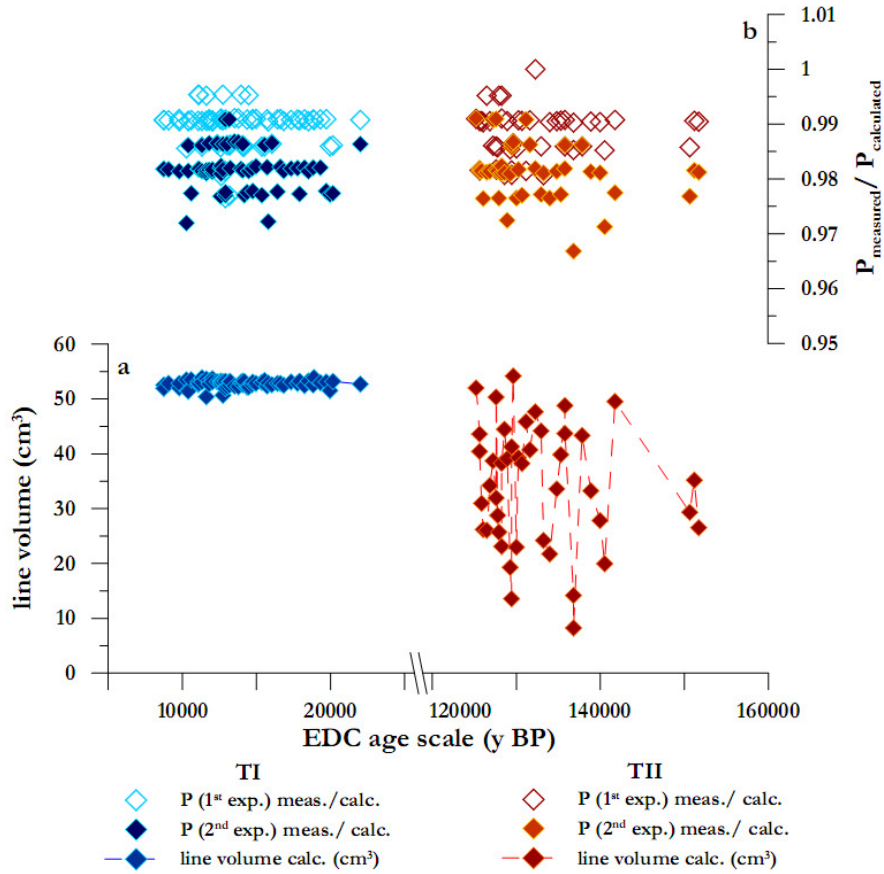 1.01
b
1
0.99
0.98
0.97
0.96
0.95
P measured / P calculated
60
a
50
40
30
20
10
0
line volume (cm³)
10000 20000 120000 140000 160000
EDC age scale (y BP)
TI TII
P (1st exp.) meas./ calc. P (1st exp.) meas./ calc.
P (2nd exp.) meas./ calc. P (2nd exp.) meas./ calc.
line volume calc. (cm³) line volume calc. (cm³)